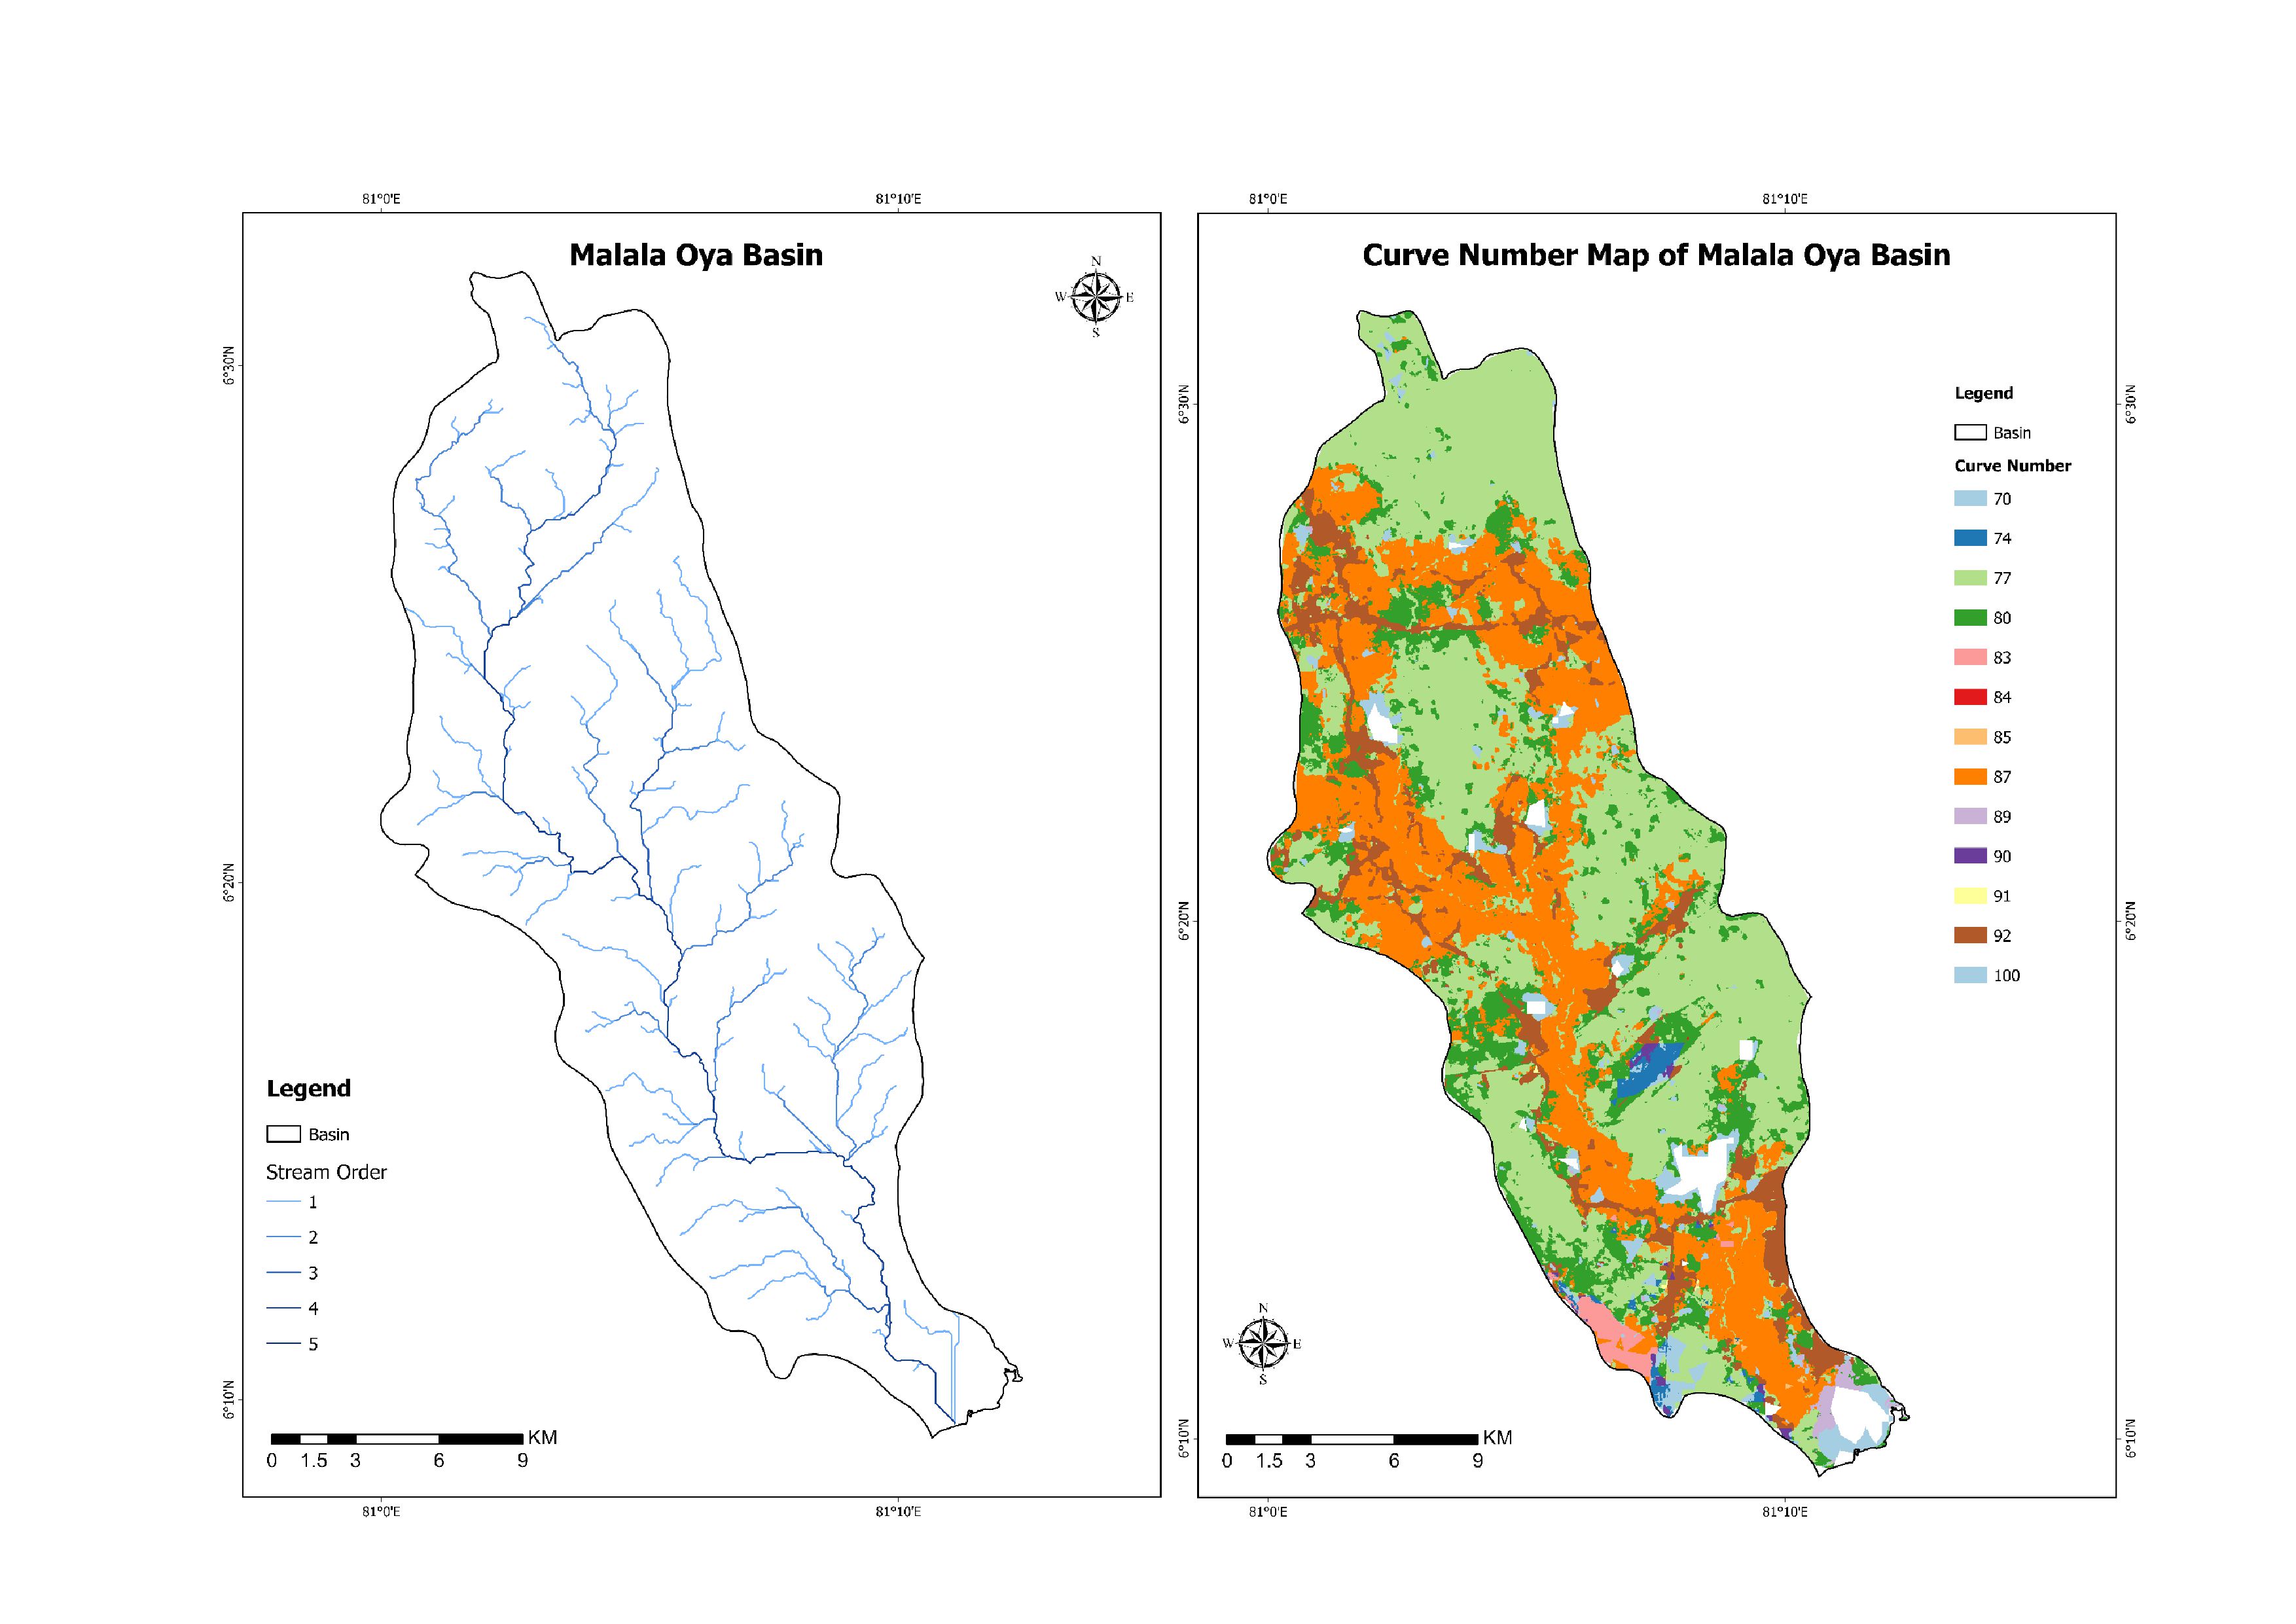 81°0'E 81°10'E
Malala Oya Basin
N
W E
S
6°30'N
6°20'N
6°10'N
Legend
Basin
Stream Order
1
2
3
4
5
KM
0 1.5 3 6 9
81°0'E 81°10'E
81°0'E 81°10'E
Curve Number Map of Malala Oya Basin
6°30'N 6°30'N
6°20'N 6°20'N
6°10'N 6°10'N
Legend
Basin
Curve Number
70
74
77
80
83
84
85
87
89
90
91
92
100
N
W E
S
KM
0 1.5 3 6 9
81°0'E 81°10'E